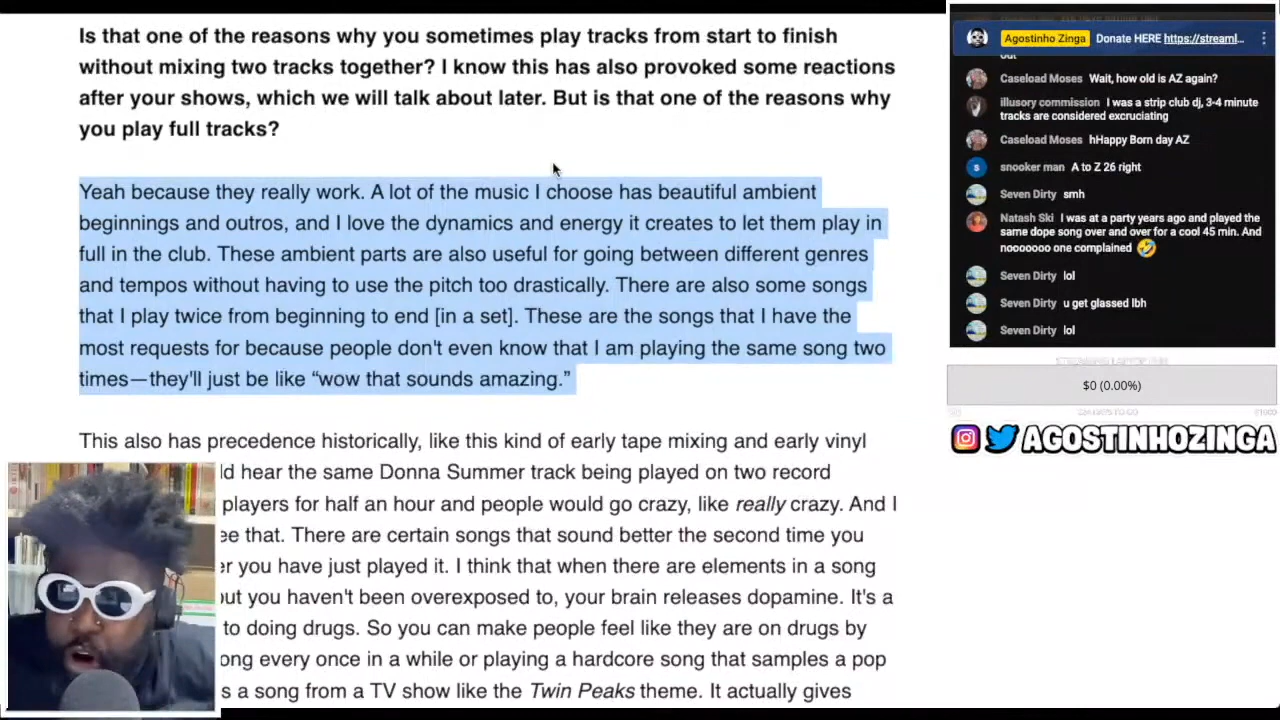 Is that one of the reasons why you sometimes play tracks from start to finish
without mixing two tracks together? I know this has also provoked some reactions
after your shows, which we will talk about later. But is that one of the reasons why
you play full tracks?
Yeah because they really work. A lot of the music I choose has beautiful ambient
beginnings and outros, and I love the dynamics and energy it creates to let them play in
full in the club. These ambient parts are also useful for going between different genres
and tempos without having to use the pitch too drastically. There are also some songs
that I play twice from beginning to end [in a set]. These are the songs that I have the
most requests for because people don't even know that I am playing the same song two
times—they'll just be like “wow that sounds amazing.”
This also has precedence historically, like this kind of early tape mixing and early vinyl
hear the same Donna Summer track being played on two record
players for half an hour and people would go crazy, like really crazy. And I
that. There are certain songs that sound better the second time you
you have just played it. I think that when there are elements in a song
you haven't been overexposed to, your brain releases dopamine. It's a
to doing drugs. So you can make people feel like they are on drugs by
every once in a while or playing a hardcore song that samples a pop
a song from a TV show like the Twin Peaks theme. It actually gives
Agostinho Zinga Donate HERE https://streaml...
out
Caseload Moses Wait, how old is AZ again?
illusory commission I was a strip club dj, 3-4 minute
tracks are considered excruciating
Caseload Moses hHappy Born day AZ
snooker man A to Z 26 right
Seven Dirty smh
Natash Ski I was at a party years ago and played the
same dope song over and over for a cool 45 min. And
nooooooo one complained 🤣
Seven Dirty lol
Seven Dirty u get glassed lbh
Seven Dirty lol
$0 (0.00%)
AGOSTINHOZINGA